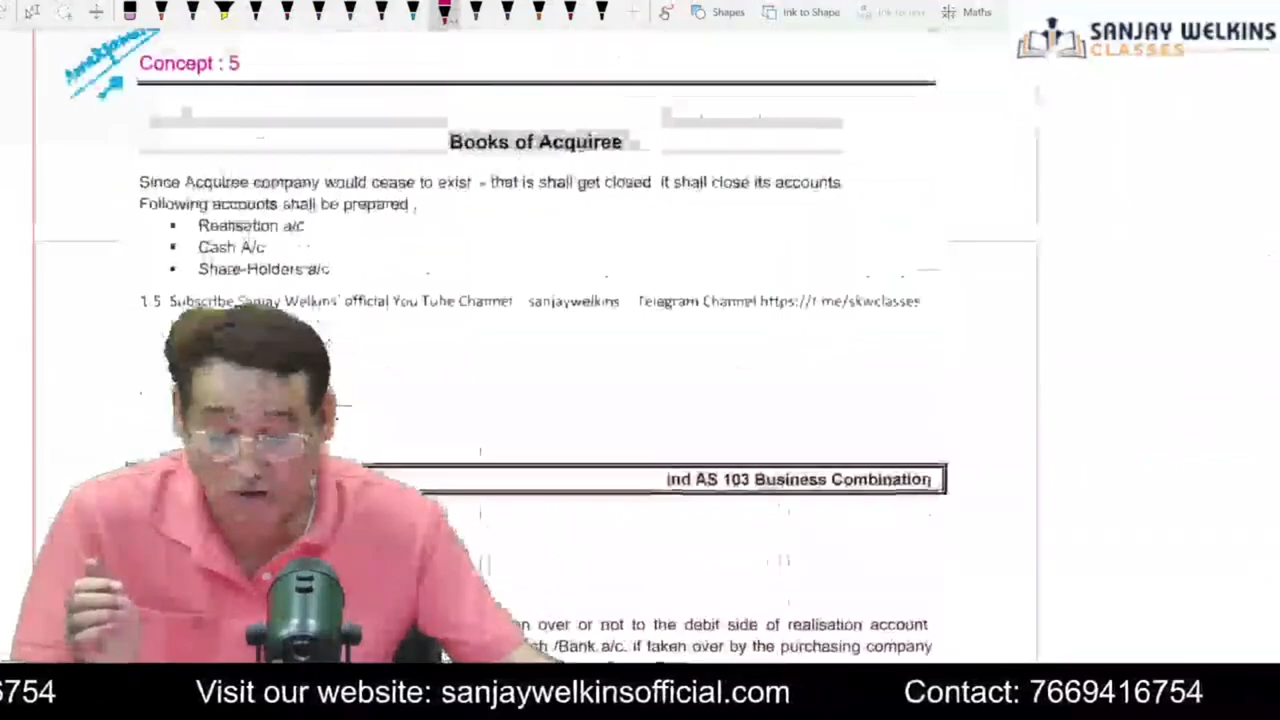 Shapes
Ink to Shape
Maths
SANJAY WELKINS
CLASSES
Concept : 5
Books of Acquiree
Since Acquiree company would cease to exist - that is shall get closed it shall close its accounts
Following accounts shall be prepared ,
▪ Realisation a/c
▪ Cash A/c
▪ Share-Holders a/c
1.5 Subscribe Sanjay Welkins' official You Tube Channel sanjaywelkins Telegram Channel https://t.me/skwclasses
Ind AS 103 Business Combination
over or not to the debit side of realisation account
/Bank a/c. if taken over by the purchasing company
6754 Visit our website: sanjaywelkinsofficial.com Contact: 7669416754